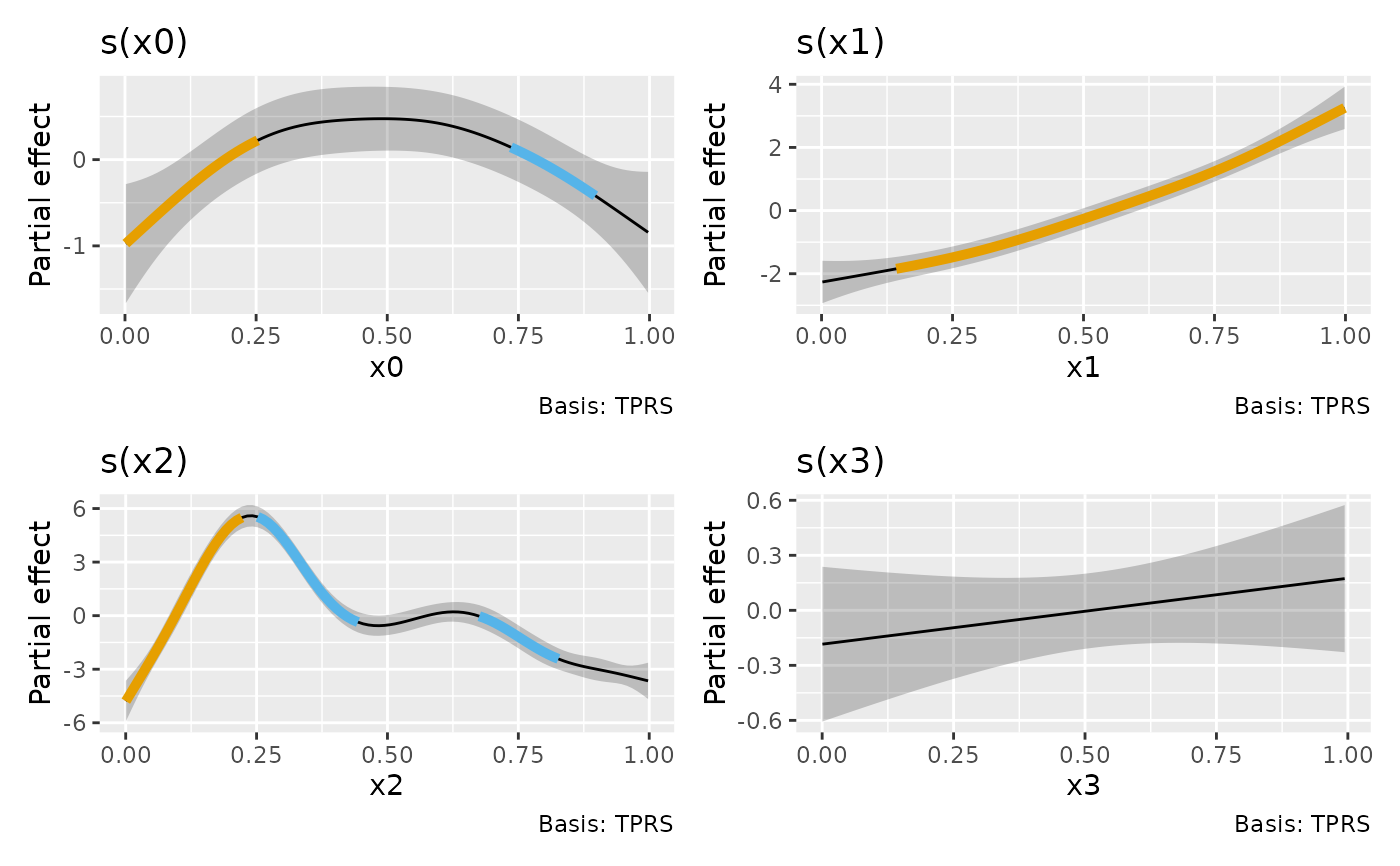 s(x0)
Partial effect
0
-1
0.00 0.25 0.50 0.75 1.00
x0
Basis: TPRS
s(x1)
Partial effect
4
2
0
-2
0.00 0.25 0.50 0.75 1.00
x1
Basis: TPRS
s(x2)
Partial effect
6
3
0
-3
-6
0.00 0.25 0.50 0.75 1.00
x2
Basis: TPRS
s(x3)
Partial effect
0.6
0.3
0.0
-0.3
-0.6
0.00 0.25 0.50 0.75 1.00
x3
Basis: TPRS